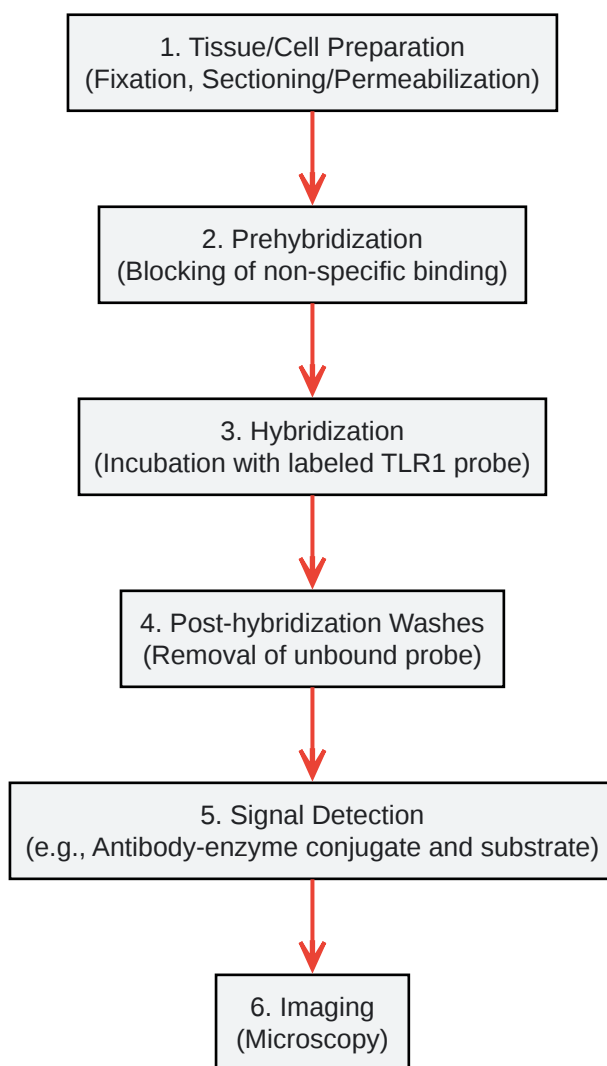 1. Tissue/Cell Preparation
(Fixation, Sectioning/Permeabilization)
2. Prehybridization
(Blocking of non-specific binding)
3. Hybridization
(Incubation with labeled TLR1 probe)
4. Post-hybridization Washes
(Removal of unbound probe)
5. Signal Detection
(e.g., Antibody-enzyme conjugate and substrate)
6. Imaging
(Microscopy)